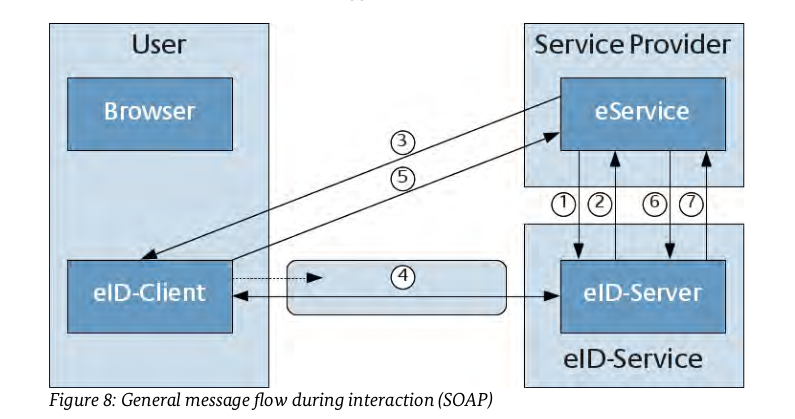 User
Service Provider
Browser
eService
3
5
1
2
6
7
4
eID-Client
eID-Server
eID-Service
Figure 8: General message flow during interaction (SOAP)